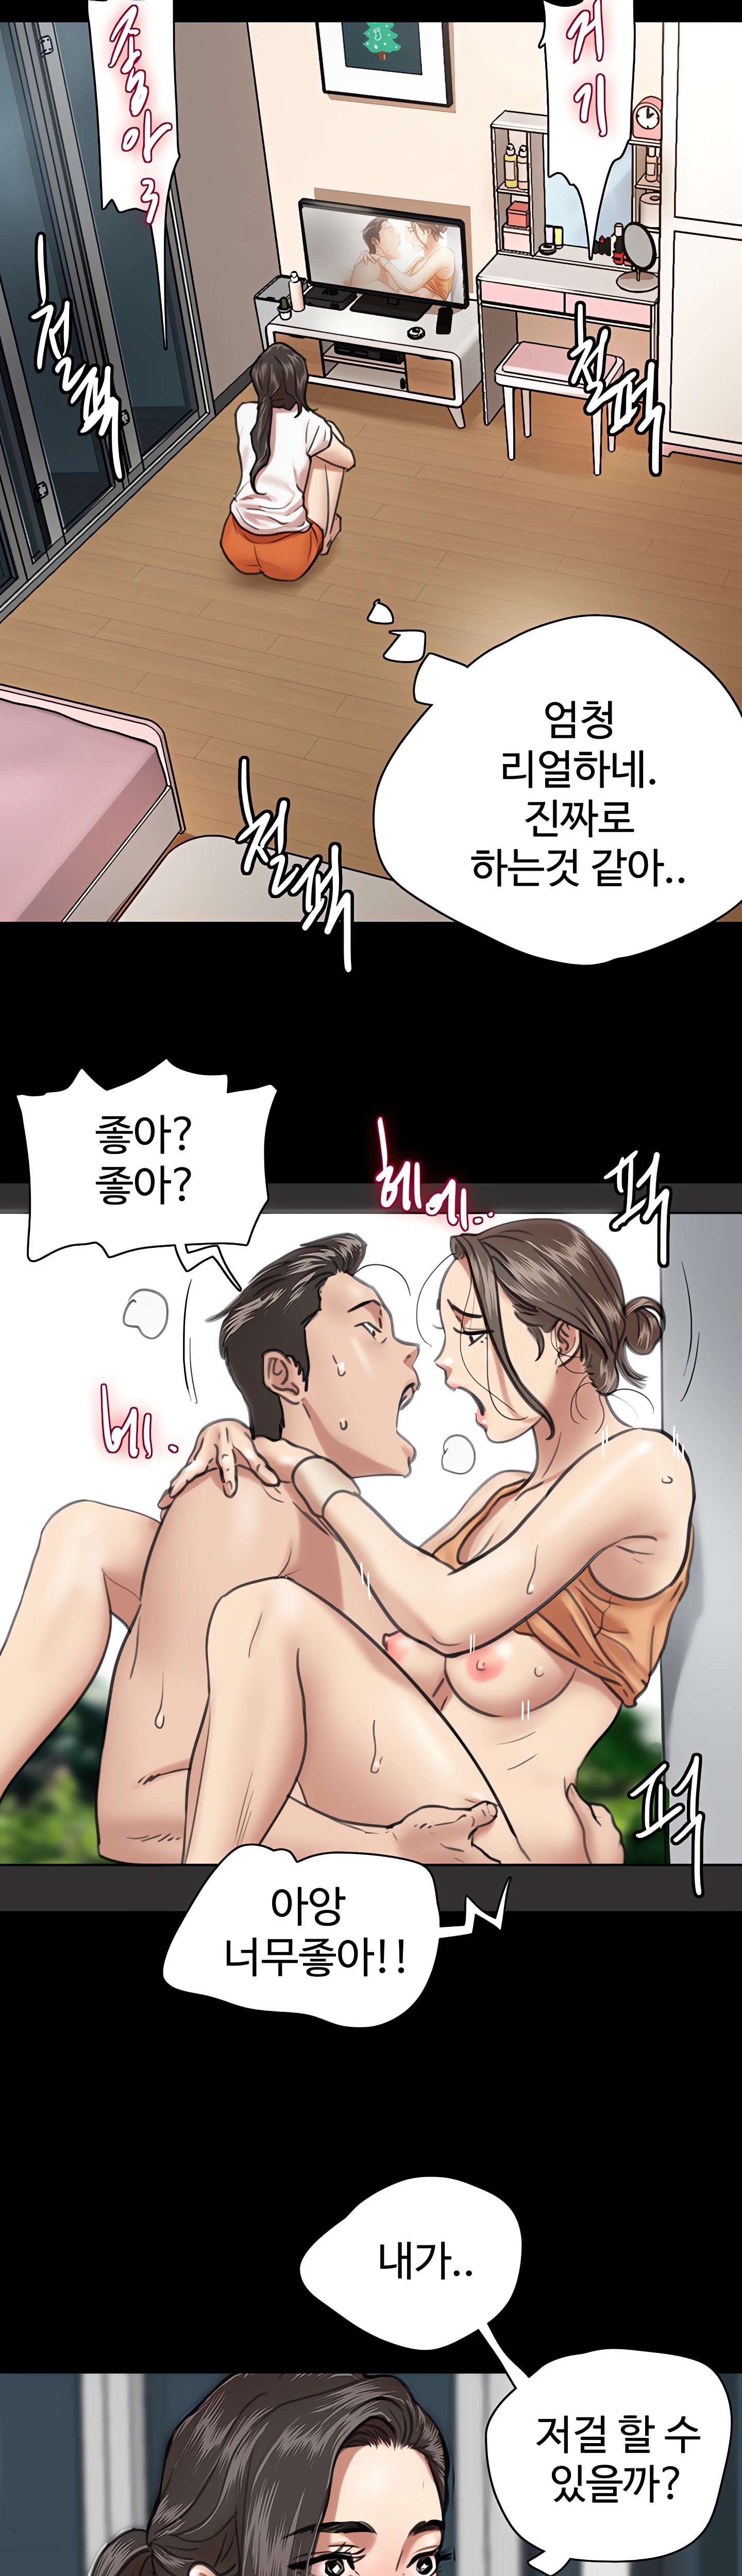 좋아
거기
철퍽
철퍽
엄청
리얼하네.
진짜로
하는것 같아..
철퍽
좋아?
좋아?
헤에..
퍽
헤.
퍽
아앙
너무좋아!!
내가..
저걸 할 수
있을까?